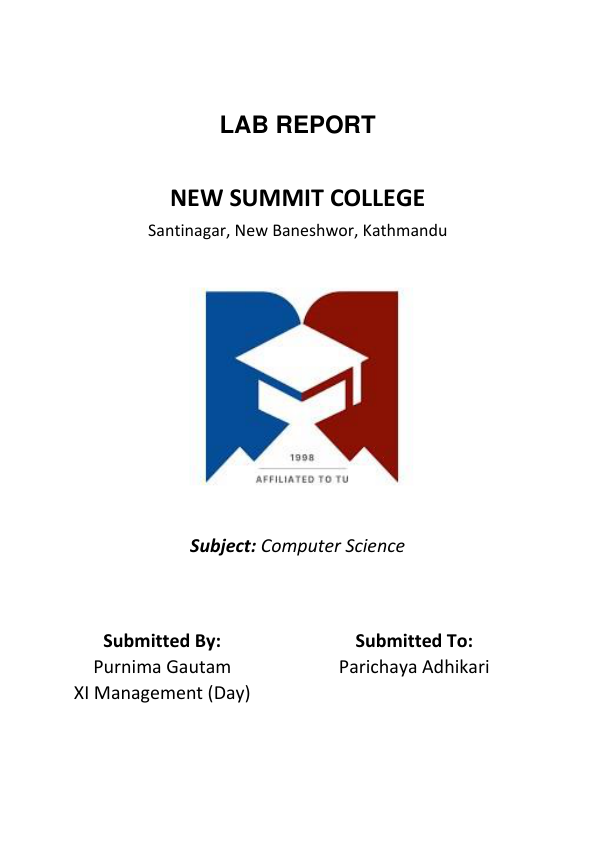 LAB REPORT
NEW SUMMIT COLLEGE
Santinagar, New Baneshwor, Kathmandu
1998
AFFILIATED TO TU
Subject: Computer Science
Submitted By:
Purnima Gautam
XI Management (Day)
Submitted To:
Parichaya Adhikari